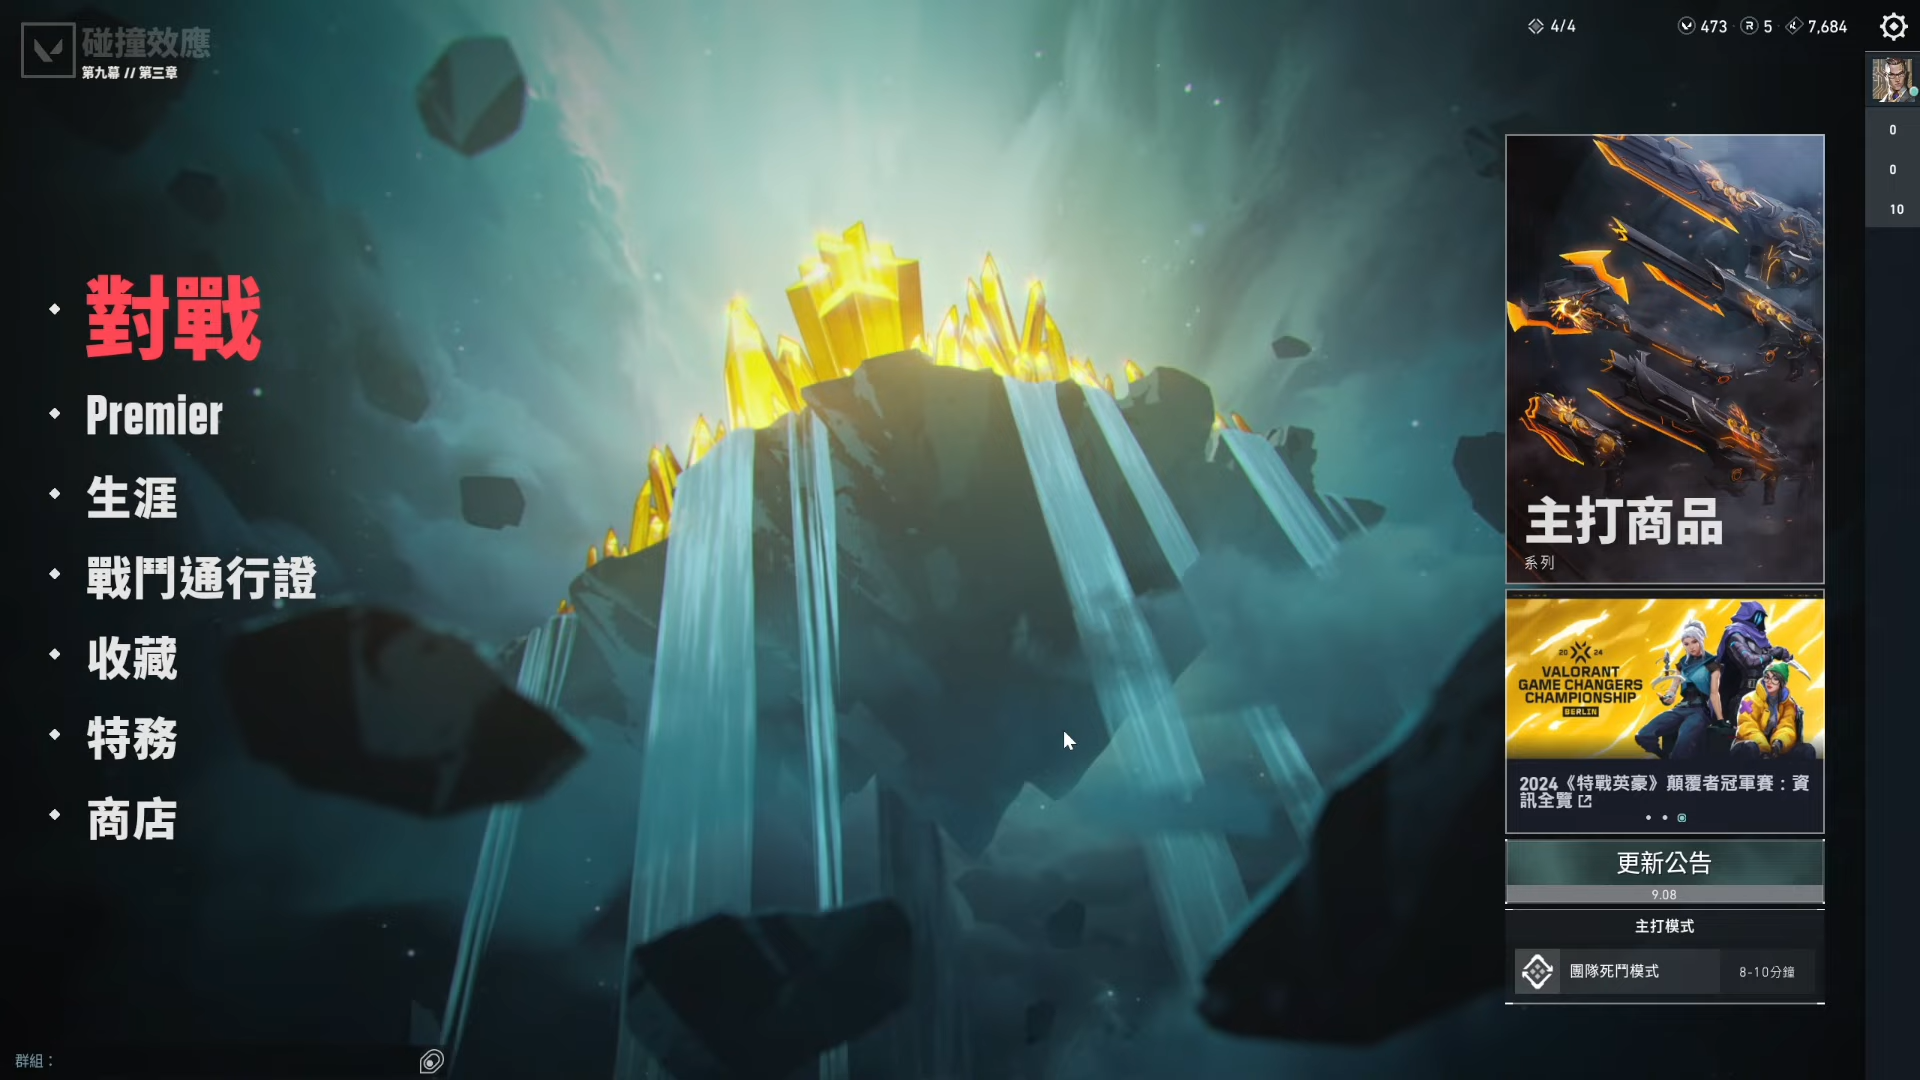 碰撞效應
第九幕 // 第三章
4/4
473
5
7,684
0
0
10
對戰
Premier
生涯
戰鬥通行證
收藏
特務
商店
主打商品
系列
20 24
VALORANT
GAME CHANGERS
CHAMPIONSHIP
BERLIN
2024《特戰英豪》顛覆者冠軍賽：資
訊全覽
更新公告
9.08
主打模式
團隊死鬥模式
8-10分鐘
群組：